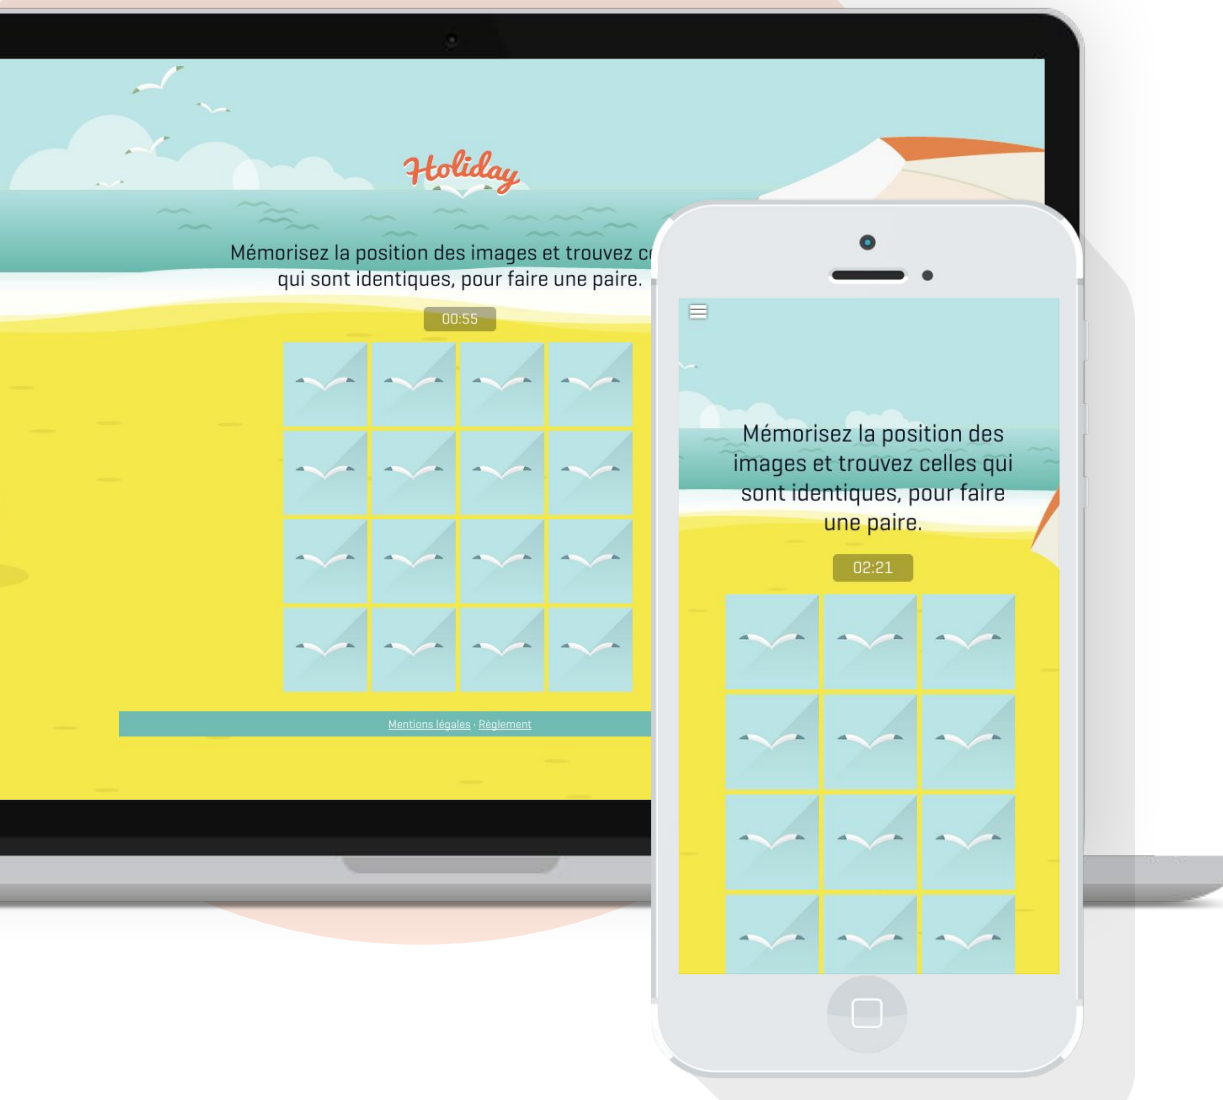 Holiday
Mémorisez la position des images et trouvez
qui sont identiques, pour faire une paire.
00:55
Mentions légales - Règlement
Mémorisez la position des
images et trouvez celles qui
sont identiques, pour faire
une paire.
02:21